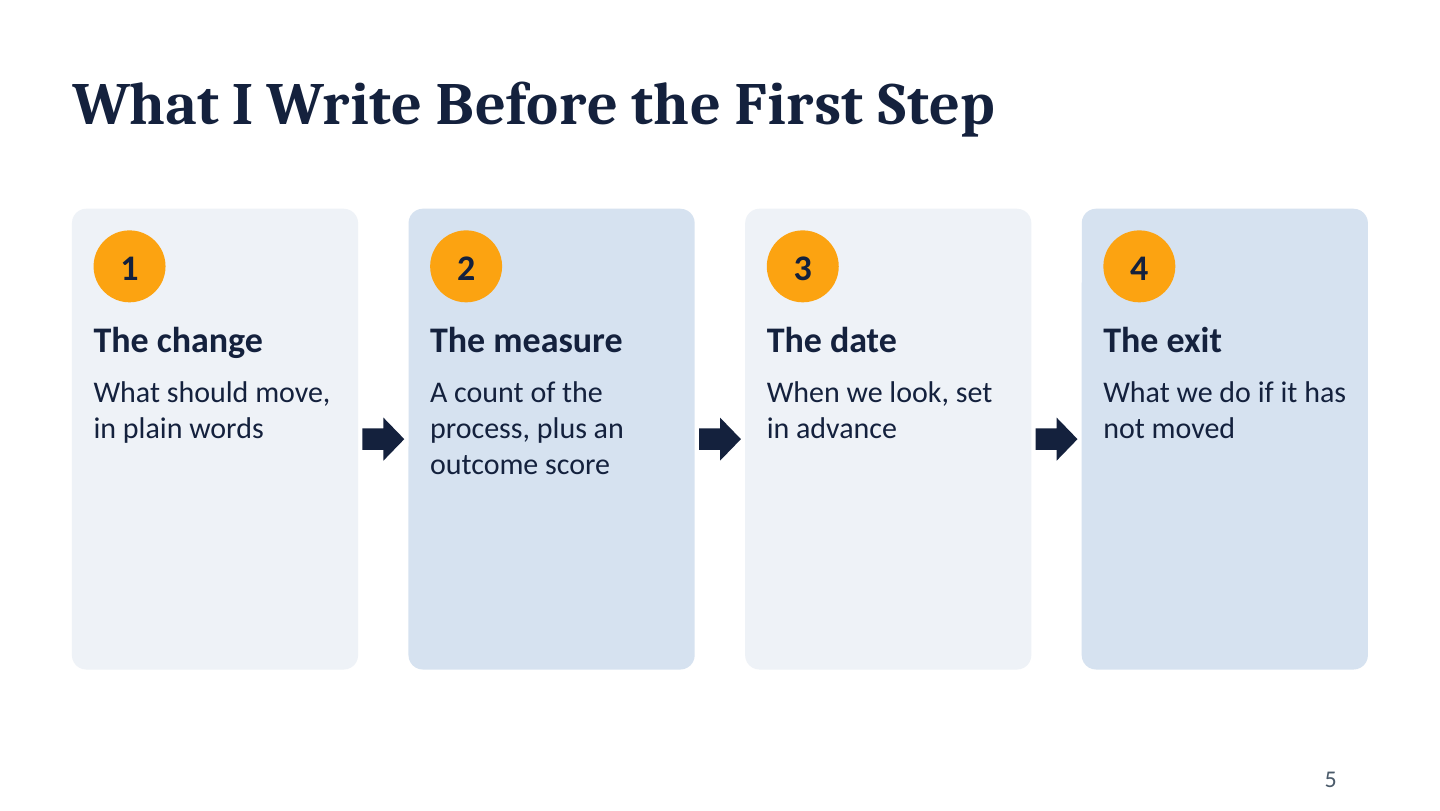 What I Write Before the First Step
1
The change
What should move,
in plain words
2
The measure
A count of the
process, plus an
outcome score
3
The date
When we look, set
in advance
4
The exit
What we do if it has
not moved
5